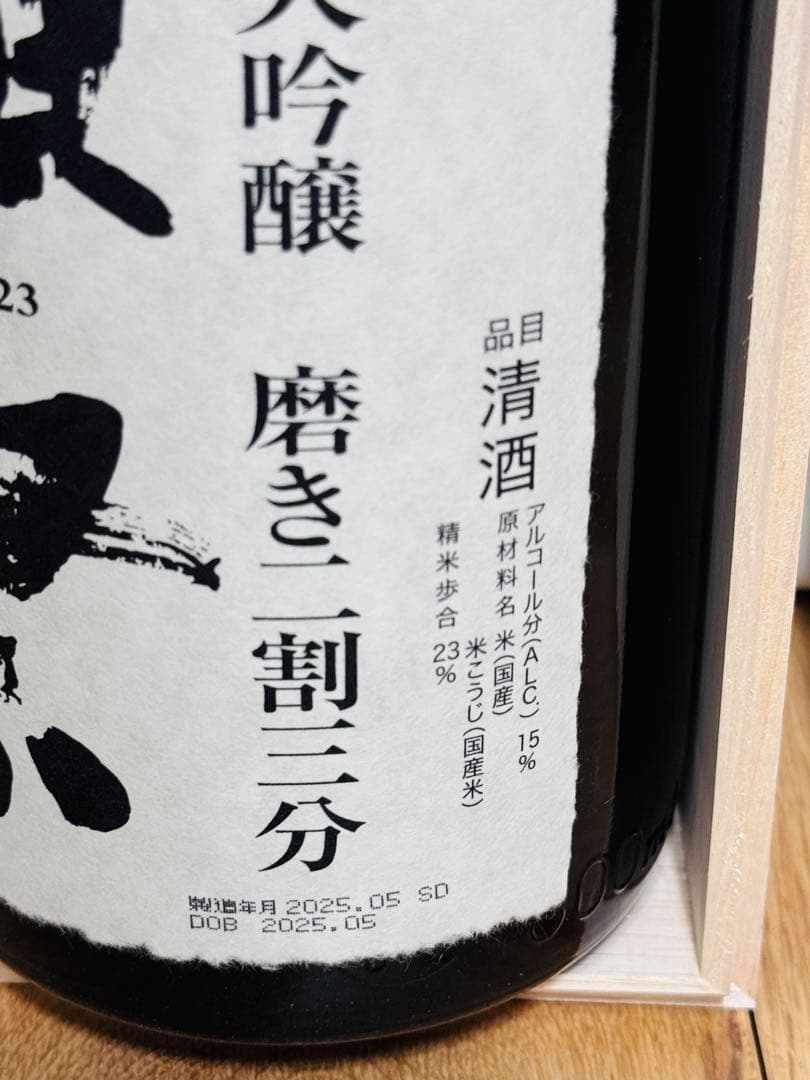 品目
清酒
アルコール分(ALC.) 15%
原材料名 米(国産)
米こうじ(国産米)
精米歩合 23%
大吟醸 磨き二割三分
23
製造年月 2025.05 SD
DOB 2025.05